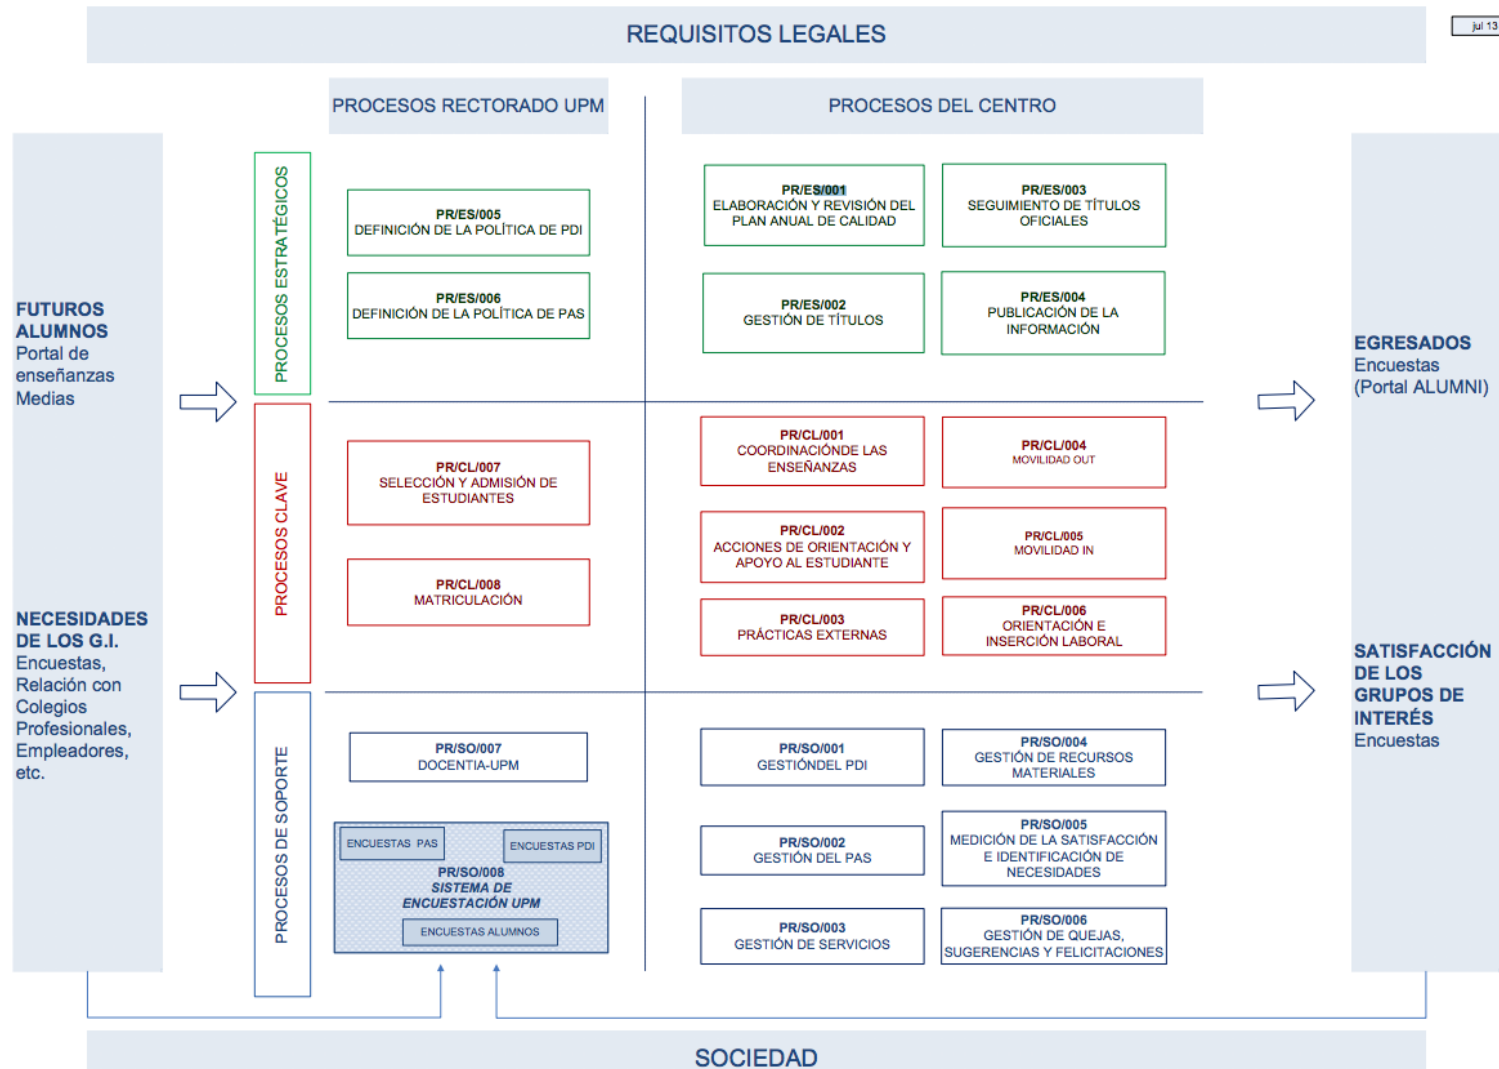 REQUISITOS LEGALES
jul 13
PROCESOS RECTORADO UPM
PROCESOS DEL CENTRO
FUTUROS
ALUMNOS
Portal de
enseñanzas
Medias
NECESIDADES
DE LOS G.I.
Encuestas,
Relación con
Colegios
Profesionales,
Empleadores,
etc.
PROCESOS ESTRATÉGICOS
PR/ES/005
DEFINICIÓN DE LA POLÍTICA DE PDI
PR/ES/006
DEFINICIÓN DE LA POLÍTICA DE PAS
PR/ES/001
ELABORACIÓN Y REVISIÓN DEL
PLAN ANUAL DE CALIDAD
PR/ES/003
SEGUIMIENTO DE TÍTULOS
OFICIALES
PR/ES/002
GESTIÓN DE TÍTULOS
PR/ES/004
PUBLICACIÓN DE LA
INFORMACIÓN
PROCESOS CLAVE
PR/CL/007
SELECCIÓN Y ADMISIÓN DE
ESTUDIANTES
PR/CL/008
MATRICULACIÓN
PR/CL/001
COORDINACIÓNDE LAS
ENSEÑANZAS
PR/CL/004
MOVILIDAD OUT
PR/CL/002
ACCIONES DE ORIENTACIÓN Y
APOYO AL ESTUDIANTE
PR/CL/005
MOVILIDAD IN
PR/CL/003
PRÁCTICAS EXTERNAS
PR/CL/006
ORIENTACIÓN E
INSERCIÓN LABORAL
PROCESOS DE SOPORTE
PR/SO/007
DOCENTIA-UPM
ENCUESTAS PAS
ENCUESTAS PDI
PR/SO/008
SISTEMA DE
ENCUESTACIÓN UPM
ENCUESTAS ALUMNOS
PR/SO/001
GESTIÓNDEL PDI
PR/SO/004
GESTIÓN DE RECURSOS
MATERIALES
PR/SO/002
GESTIÓN DEL PAS
PR/SO/005
MEDICIÓN DE LA SATISFACCIÓN
E IDENTIFICACIÓN DE
NECESIDADES
PR/SO/003
GESTIÓN DE SERVICIOS
PR/SO/006
GESTIÓN DE QUEJAS,
SUGERENCIAS Y FELICITACIONES
EGRESADOS
Encuestas
(Portal ALUMNI)
SATISFACCIÓN
DE LOS
GRUPOS DE
INTERÉS
Encuestas
SOCIEDAD